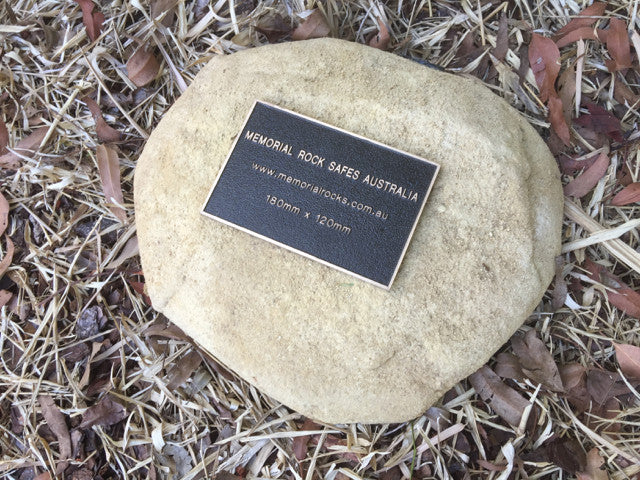 MEMORIAL ROCK SAFES AUSTRALIA
www.memorialrocks.com.au
180mm x 120mm